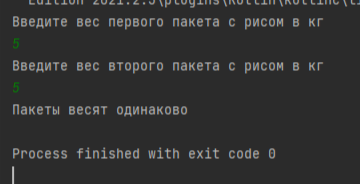 Edition 2021.2.3\plugins\Kotlin\kotlinc\l
Введите вес первого пакета с рисом в кг
5
Введите вес второго пакета с рисом в кг
5
Пакеты весят одинаково
Process finished with exit code 0